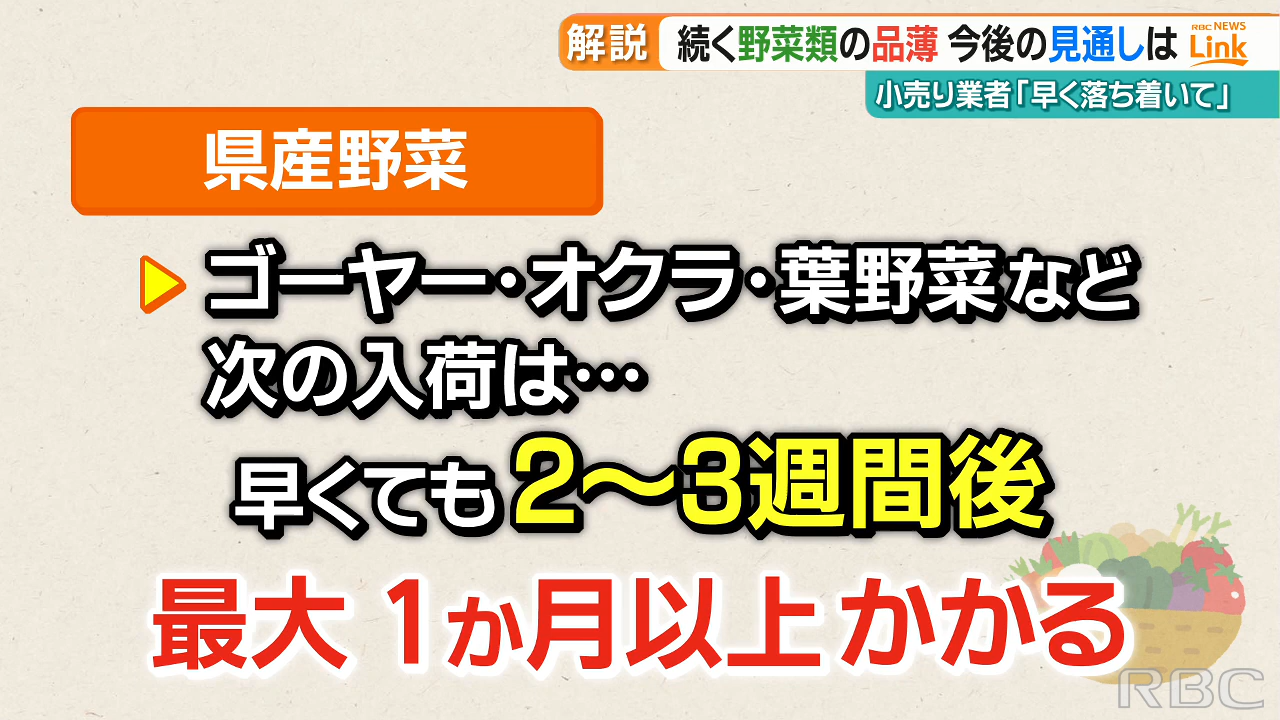 解説 続く野菜類の品薄 今後の見通しは
RBC NEWS
Link
小売り業者「早く落ち着いて」
県産野菜
ゴーヤー・オクラ・葉野菜など
次の入荷は…
早くても2～3週間後
最大1か月以上かかる
RBC